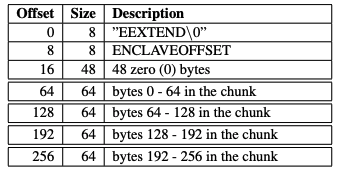 Offset Size Description
0 8 ”EEXTEND\0”
8 8 ENCLAVEOFFSET
16 48 48 zero (0) bytes
64 64 bytes 0 - 64 in the chunk
128 64 bytes 64 - 128 in the chunk
192 64 bytes 128 - 192 in the chunk
256 64 bytes 192 - 256 in the chunk